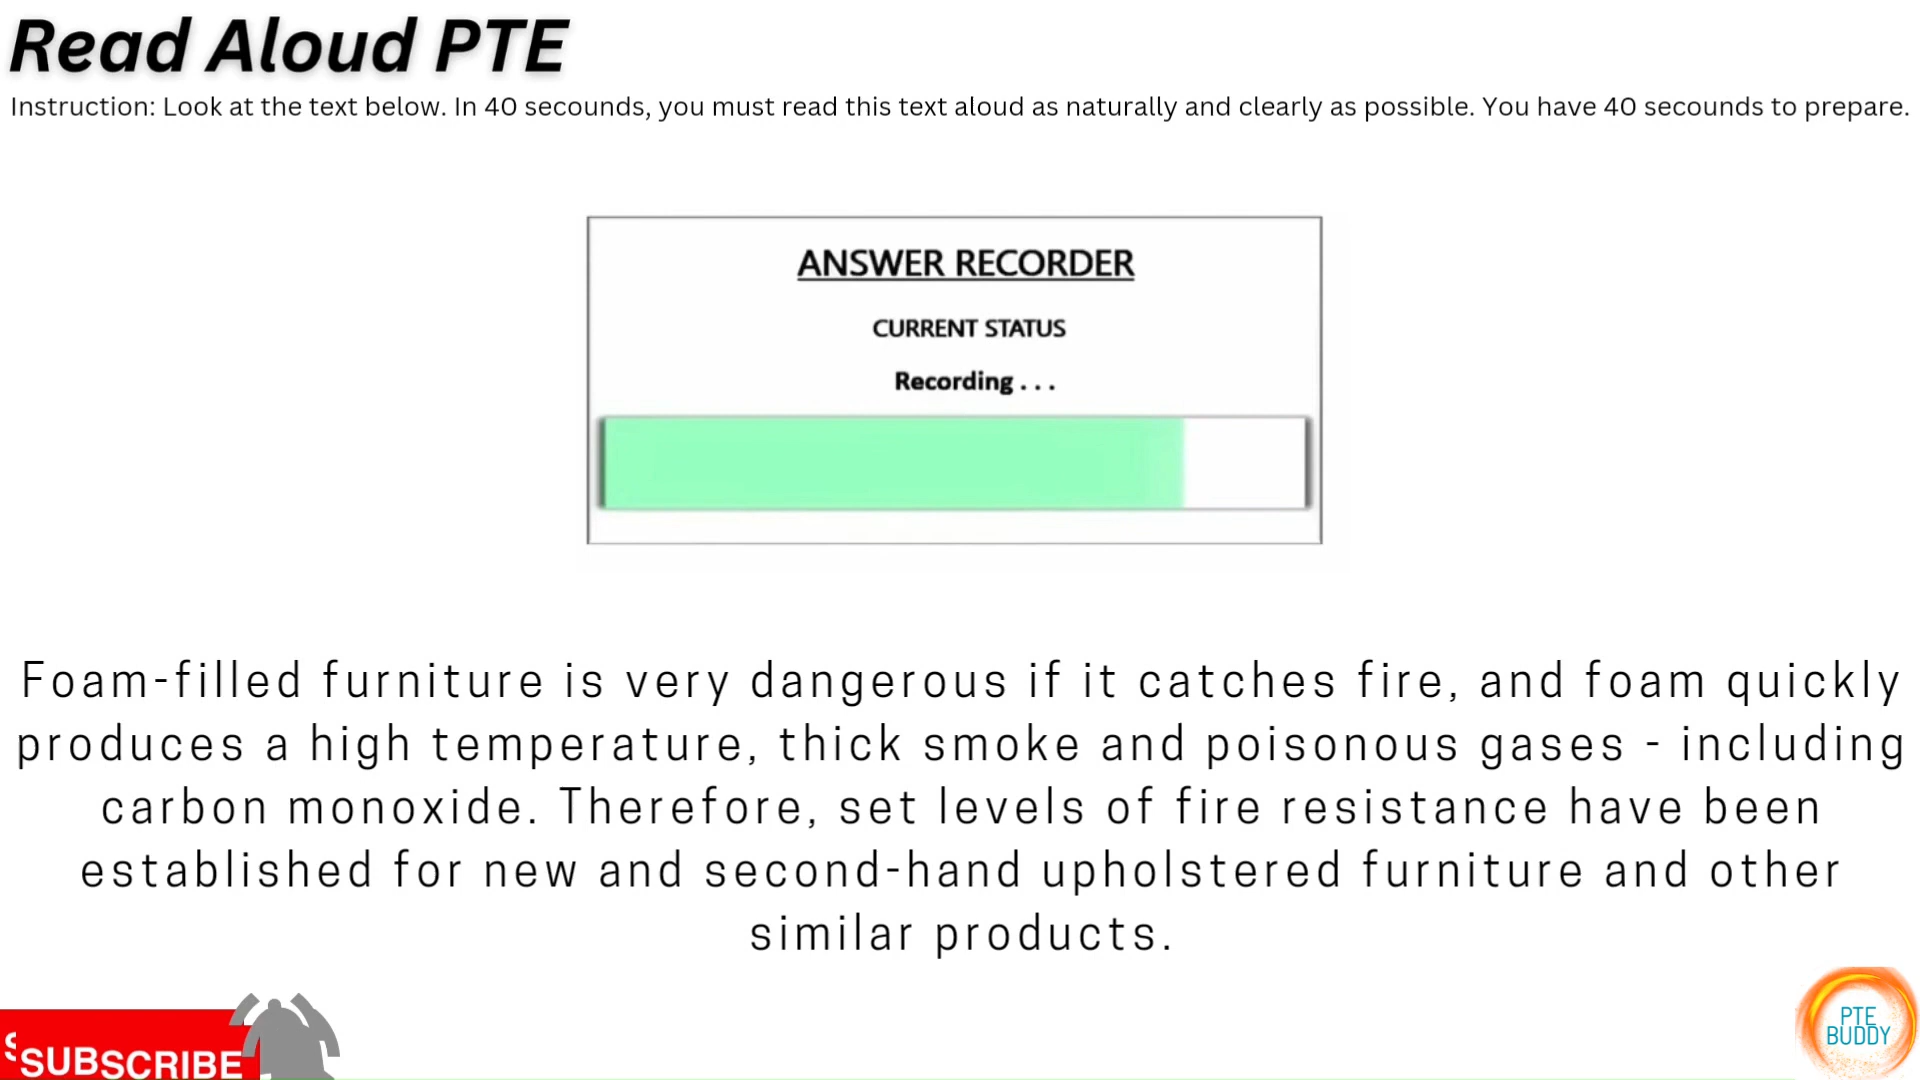 Read Aloud PTE
Instruction: Look at the text below. In 40 secounds, you must read this text aloud as naturally and clearly as possible. You have 40 secounds to prepare.
ANSWER RECORDER
CURRENT STATUS
Recording . . .
Foam-filled furniture is very dangerous if it catches fire, and foam quickly
produces a high temperature, thick smoke and poisonous gases - including
carbon monoxide. Therefore, set levels of fire resistance have been
established for new and second-hand upholstered furniture and other
similar products.
SUBSCRIBE
PTE
BUDDY